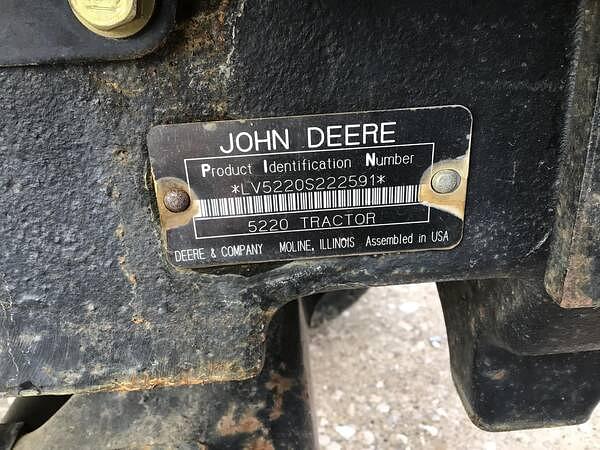 JOHN DEERE
Product Identification Number
*LV5220S222591*
5220 TRACTOR
DEERE & COMPANY MOLINE, ILLINOIS Assembled in USA